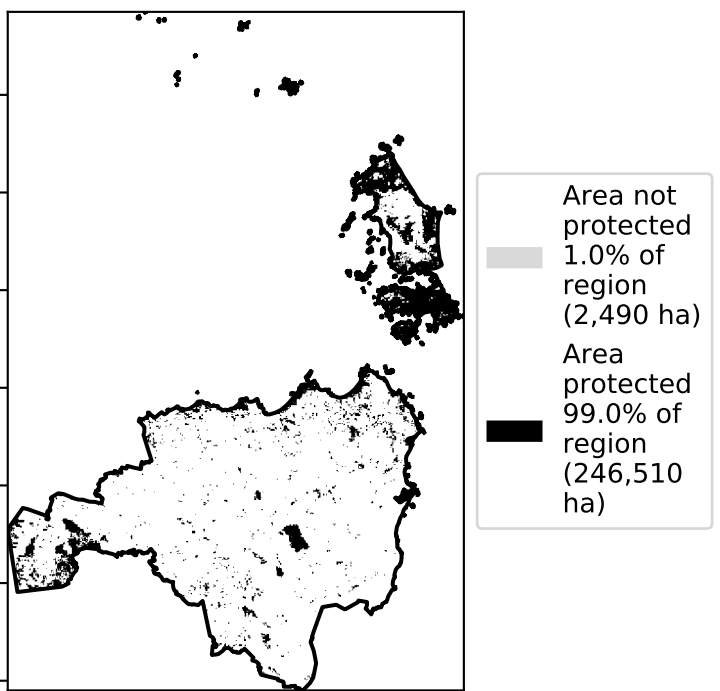 Area not
protected
1.0% of
region
(2,490 ha)
Area
protected
99.0% of
region
(246,510
ha)